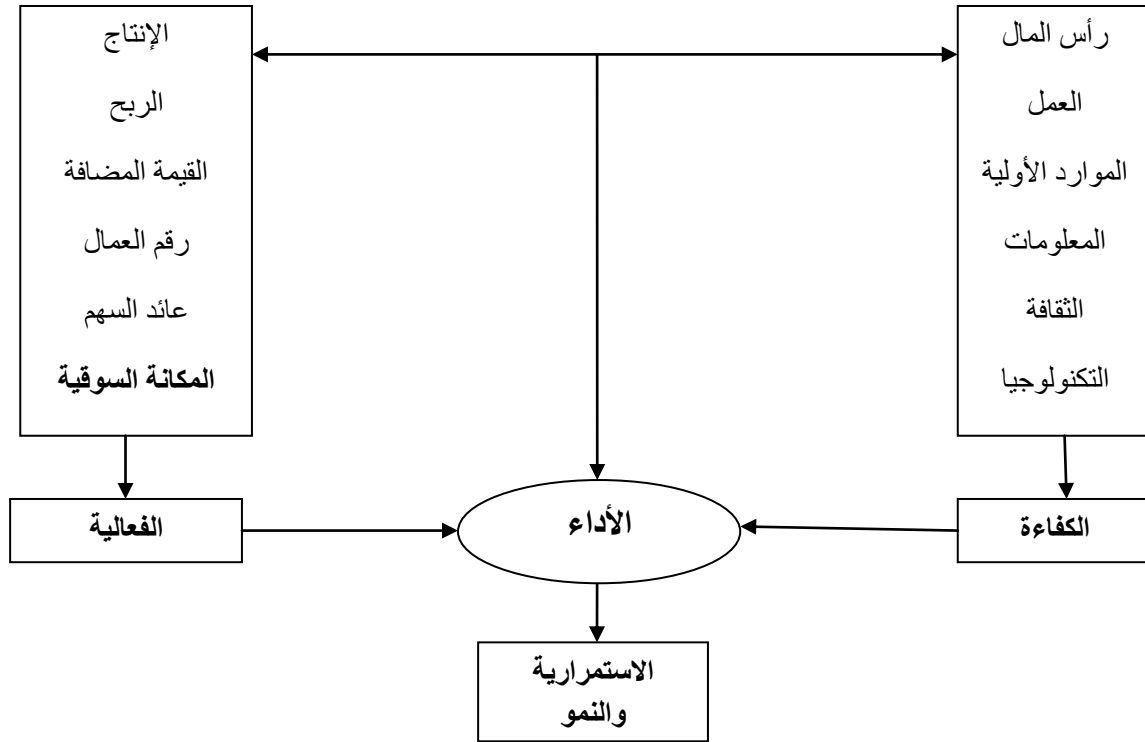 رأس المال
العمل
الموارد الأولية
المعلومات
الثقافة
التكنولوجيا
الإنتاج
الربح
القيمة المضافة
رقم العمال
عائد السهم
المكانة السوقية
الكفاءة
الأداء
الفعالية
الاستمرارية
والنمو